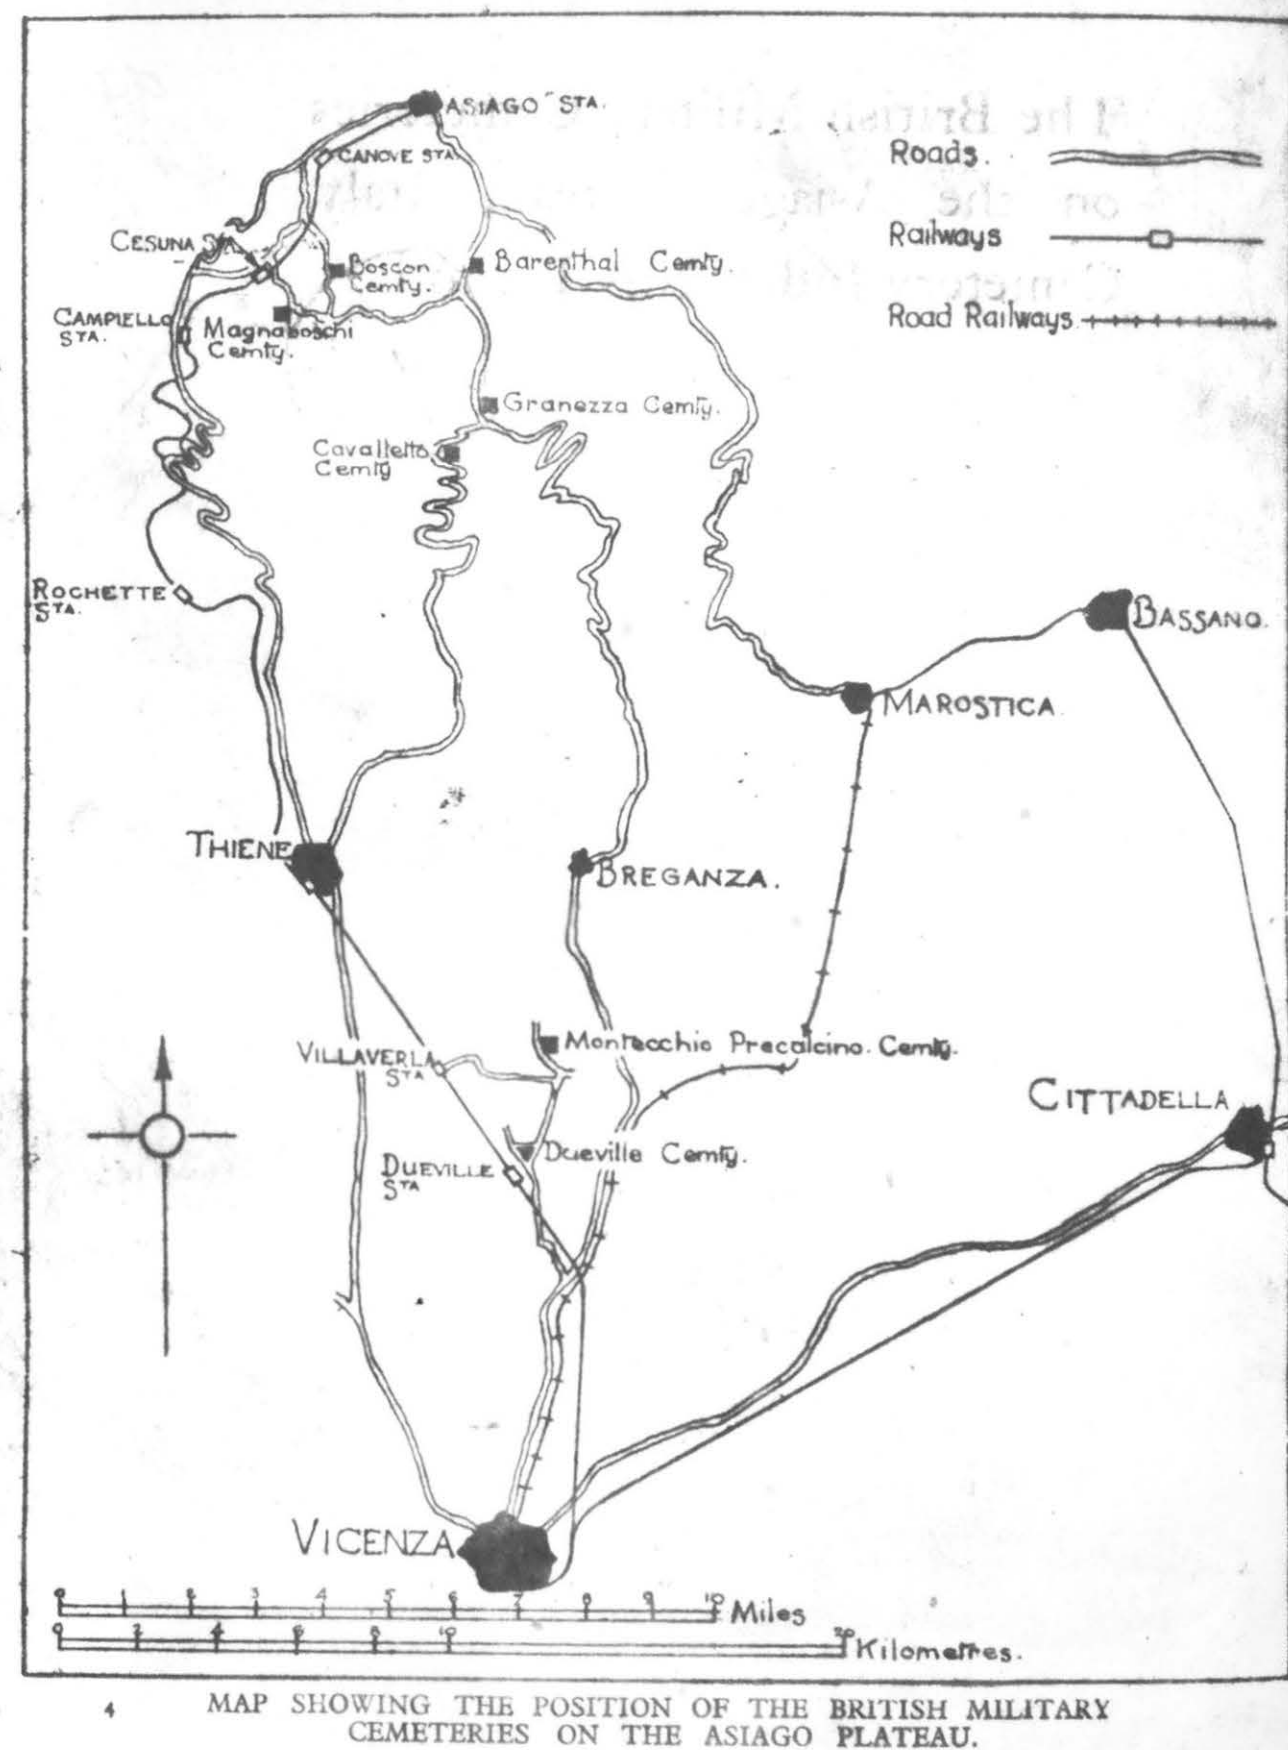 ASIAGO STA.
CANOVE STA.
Roads.
CESUNA STA.
Railways
Boscon
Cemty.
Barenthal Cemty.
CAMPIELLO
STA.
Magnaboschi
Cemty.
Road Railways
Granezza Cemty.
Cavalletto
Cemty
ROCHETTE
STA.
BASSANO.
MAROSTICA.
THIENE
BREGANZA.
VILLAVERLA
STA
Montecchio Precalcino. Cemty.
CITTADELLA
DUEVILLE
STA
Dueville Cemty.
VICENZA
0 1 2 3 4 5 6 7 8 9 10 Miles
0 2 4 6 8 10 20 Kilometres.
4
MAP SHOWING THE POSITION OF THE BRITISH MILITARY
CEMETERIES ON THE ASIAGO PLATEAU.